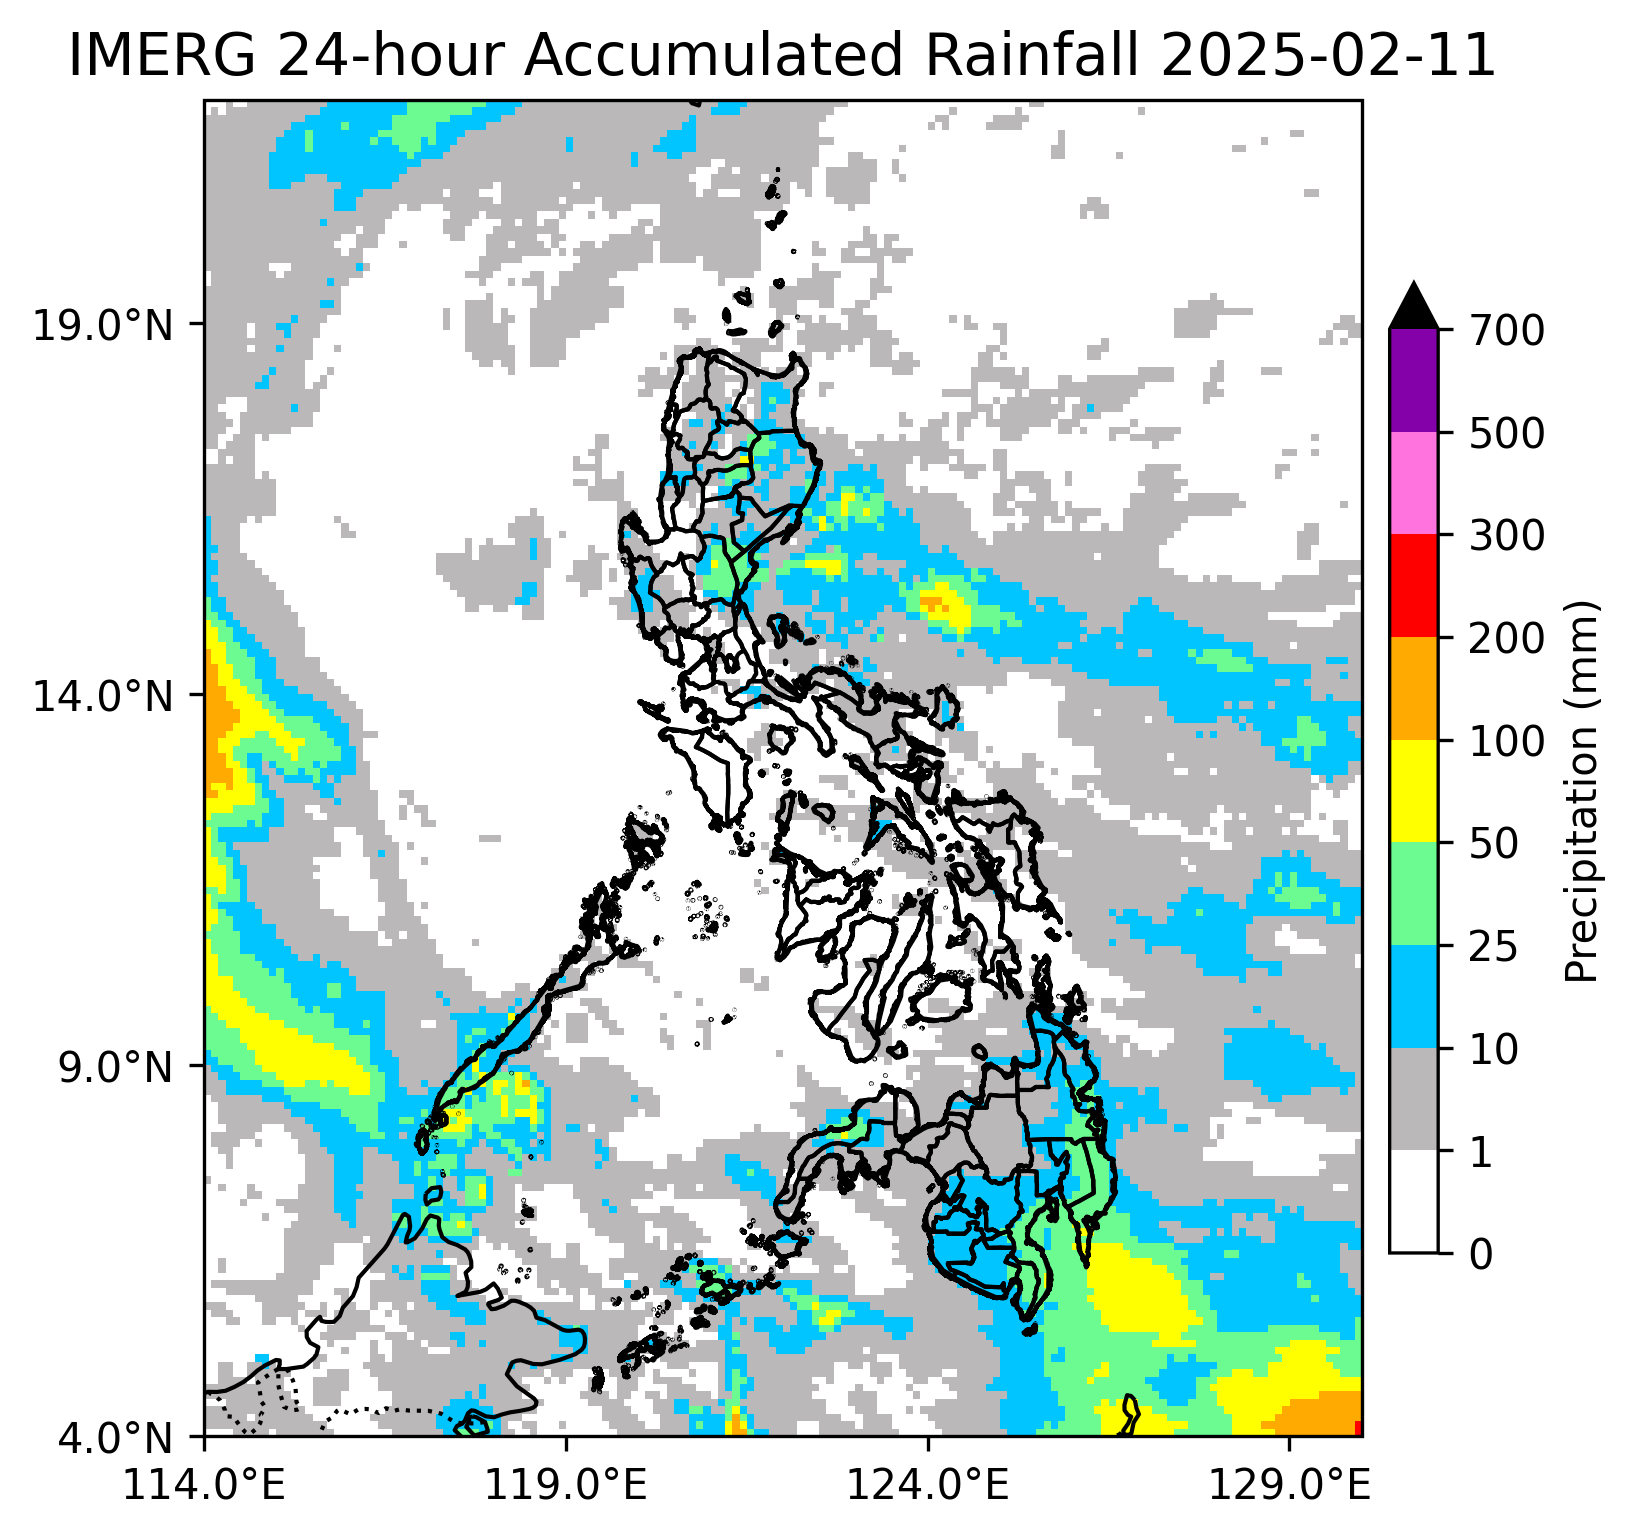 IMERG 24-hour Accumulated Rainfall 2025-02-11
19.0°N
14.0°N
9.0°N
4.0°N
114.0°E
119.0°E
124.0°E
129.0°E
700
500
300
200
100
50
25
10
1
0
Precipitation (mm)